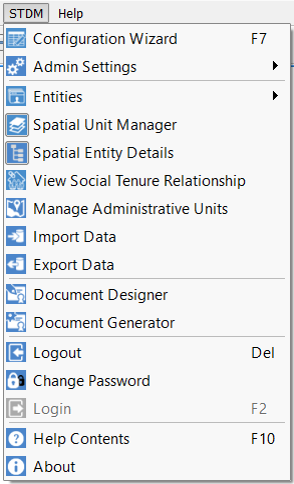 STDM Help
Configuration Wizard F7
Admin Settings
Entities
Spatial Unit Manager
Spatial Entity Details
View Social Tenure Relationship
Manage Administrative Units
Import Data
Export Data
Document Designer
Document Generator
Logout Del
Change Password
Login F2
Help Contents F10
About